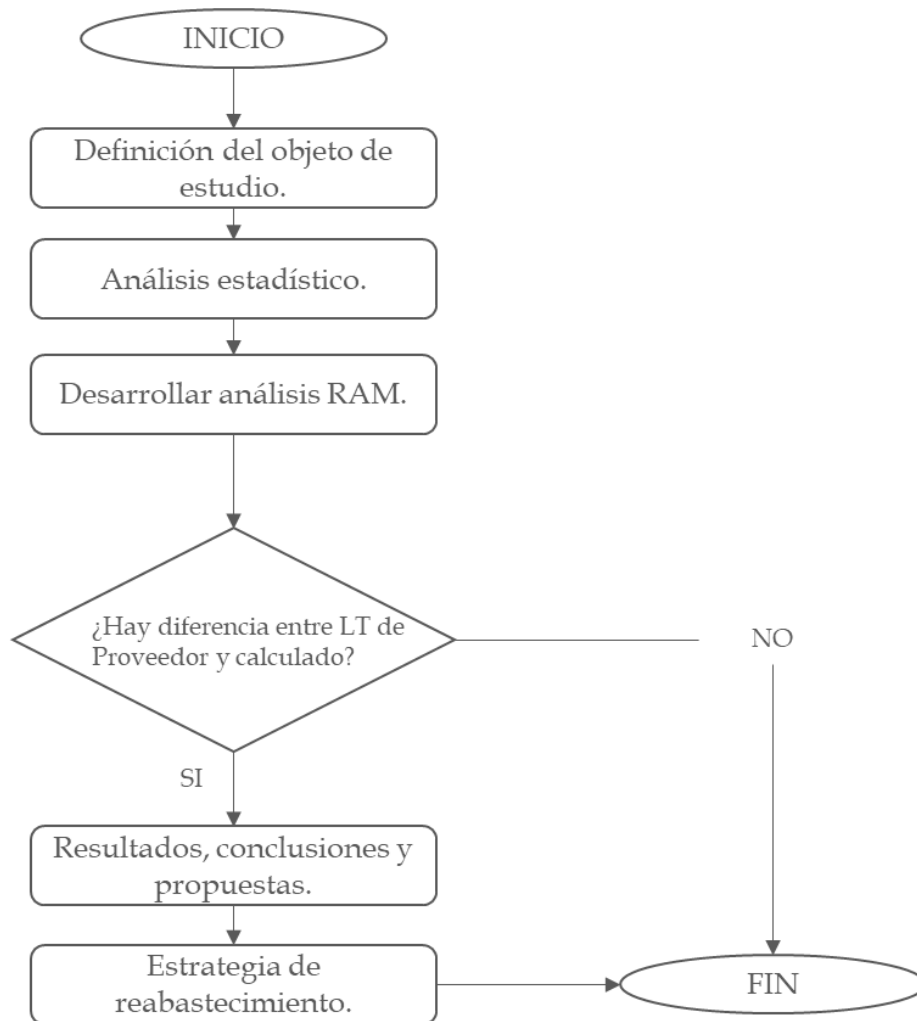 INICIO
Definición del objeto de
estudio.
Análisis estadístico.
Desarrollar análisis RAM.
¿Hay diferencia entre LT de
Proveedor y calculado?
NO
SI
Resultados, conclusiones y
propuestas.
Estrategia de
reabastecimiento.
FIN